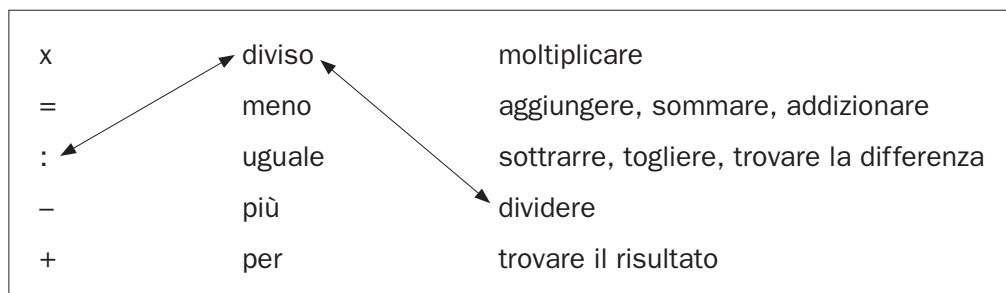 x diviso moltiplicare
= meno aggiungere, sommare, addizionare
: uguale sottrarre, togliere, trovare la differenza
– più dividere
+ per trovare il risultato